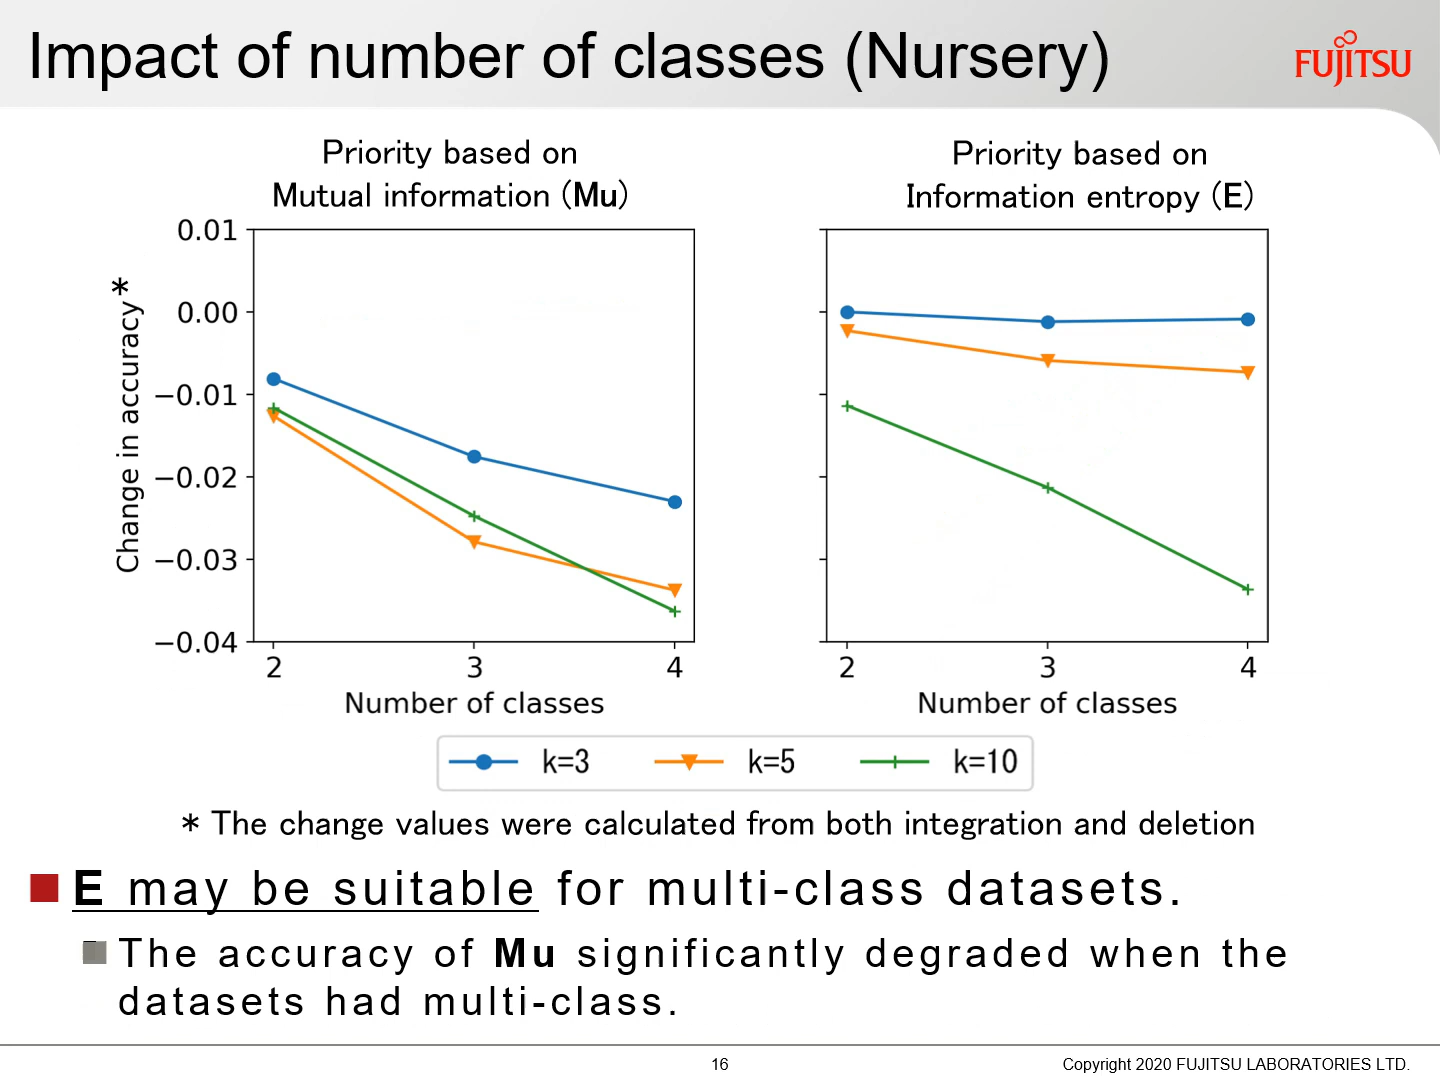 Impact of number of classes (Nursery)
FUJITSU
Priority based on
Mutual information (Mu)
Priority based on
Information entropy (E)
0.01
0.00
−0.01
−0.02
−0.03
−0.04
Change in accuracy*
2 3 4
Number of classes
2 3 4
Number of classes
k=3 k=5 k=10
* The change values were calculated from both integration and deletion
E may be suitable for multi-class datasets.
The accuracy of Mu significantly degraded when the
datasets had multi-class.
16
Copyright 2020 FUJITSU LABORATORIES LTD.